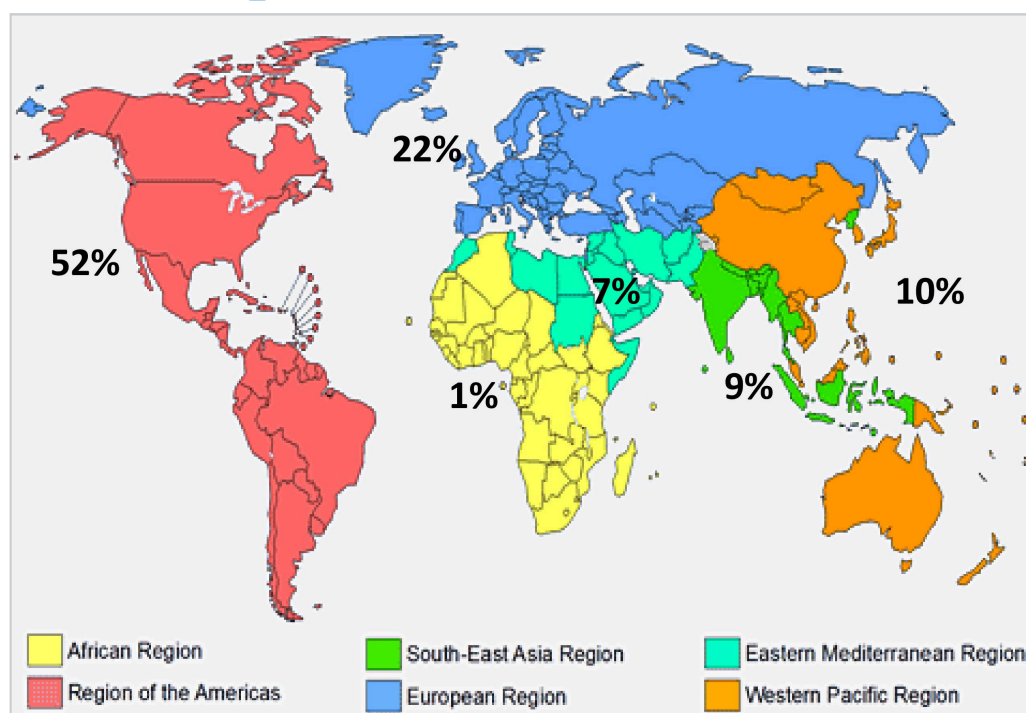 22%
52%
7%
10%
9%
1%
African Region
South-East Asia Region
Eastern Mediterranean Region
Region of the Americas
European Region
Western Pacific Region